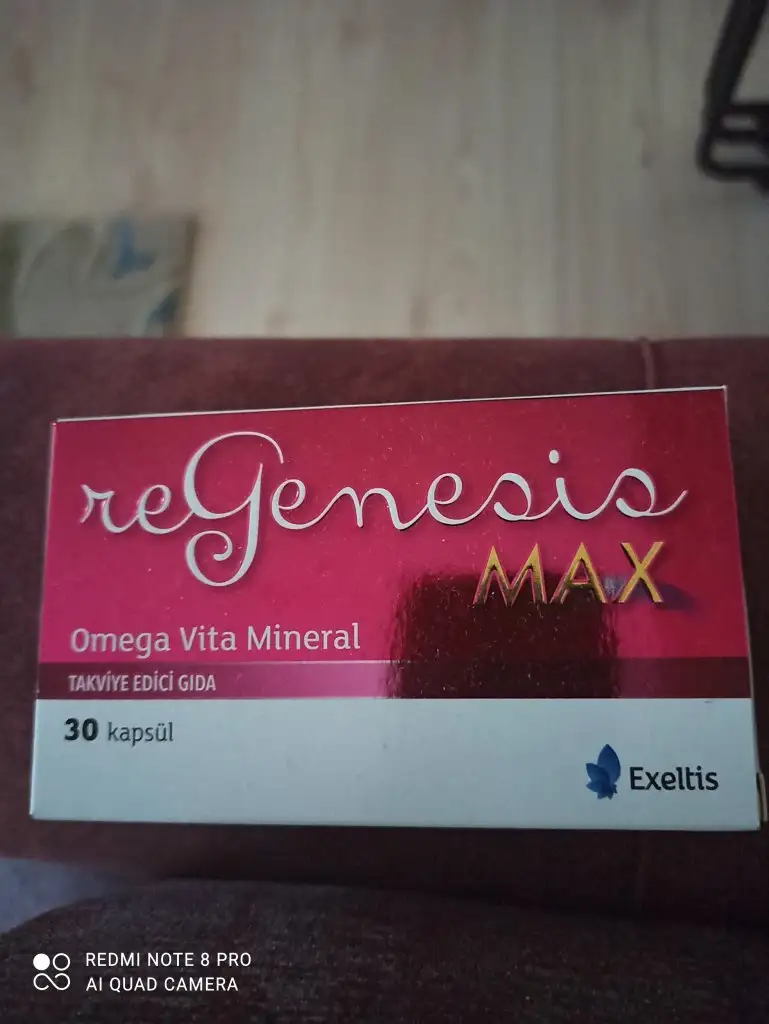 reGenesis
MAX
Omega Vita Mineral
TAKVİYE EDİCİ GIDA
30 kapsül
Exeltis
REDMI NOTE 8 PRO
AI QUAD CAMERA